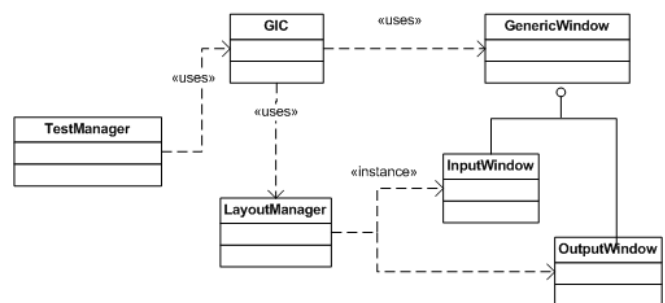 «uses»
GIC
GenericWindow
«uses»
«uses»
TestManager
InputWindow
«instance»
LayoutManager
OutputWindow